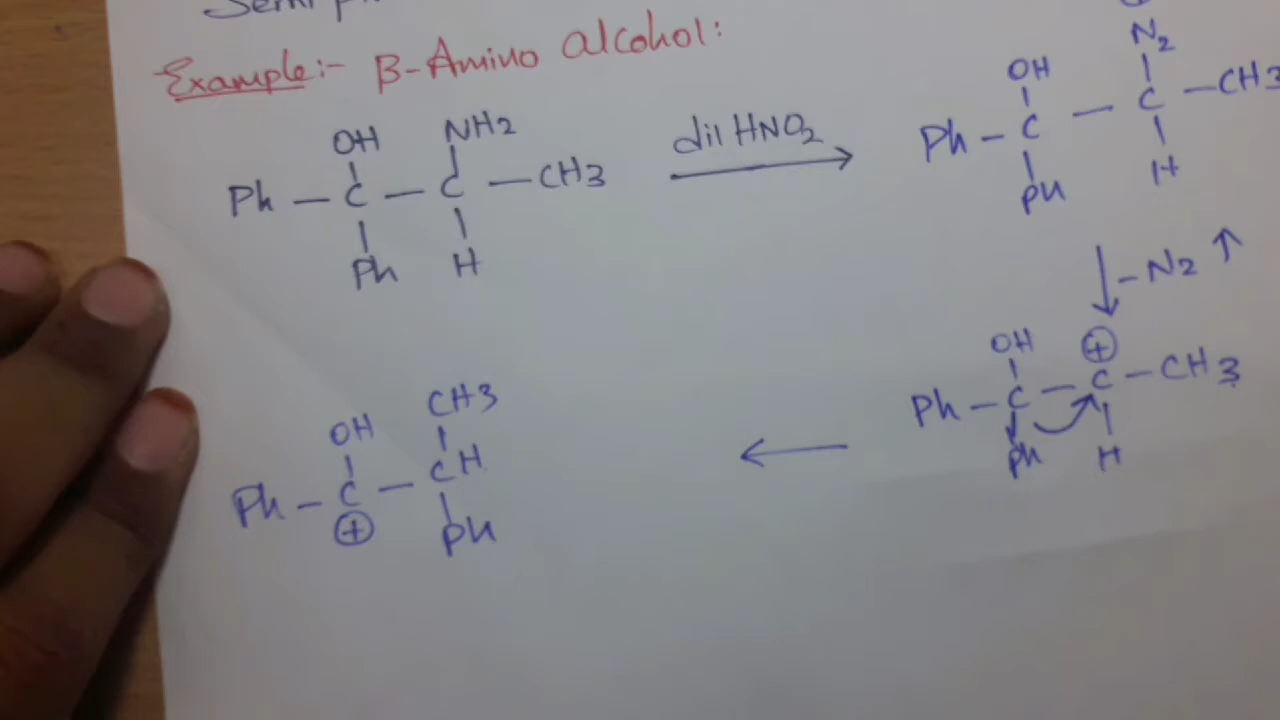 Semi
Example:- β-Amino alcohol:
OH NH2
Ph - C - C - CH3
Ph H
dil HNO2
⊕
N2
OH
Ph - C - C - CH3
Ph H
- N2 ↑
OH ⊕
Ph - C - C - CH3
Ph H
CH3
OH
Ph - C - CH
⊕ Ph